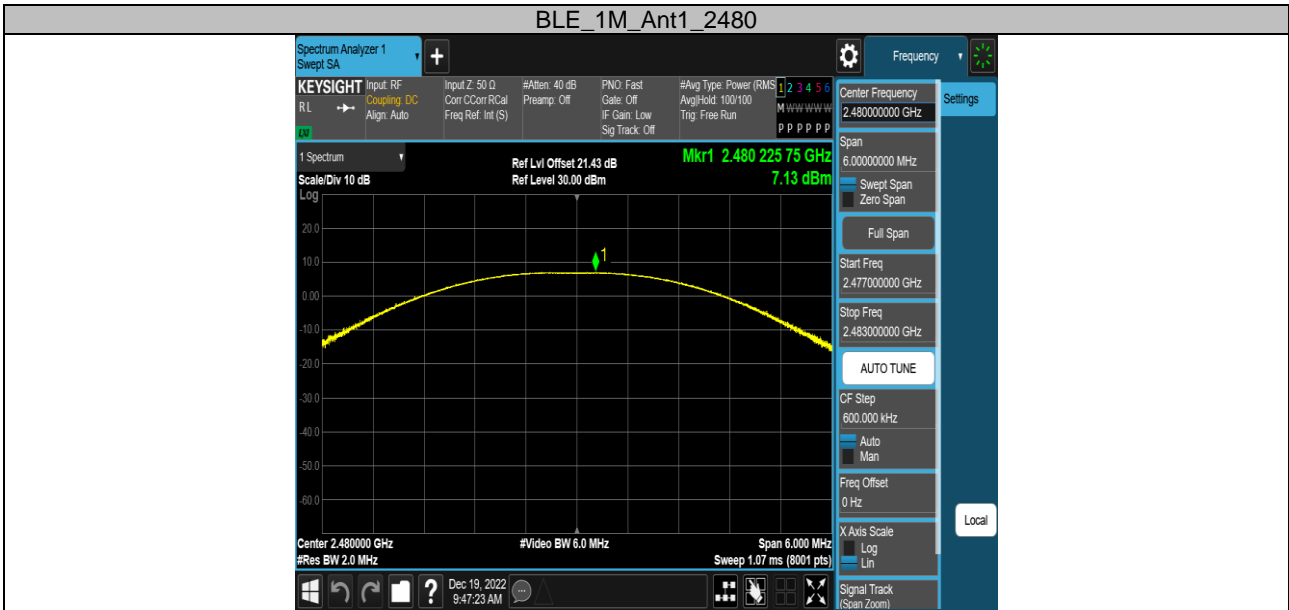 BLE_1M_Ant1_2480
Spectrum Analyzer 1
Swept SA
+
Frequency
KEYSIGHT
RL
LXI
Input: RF
Coupling: DC
Align: Auto
Input Z: 50 Ω
Corr CCorr RCal
Freq Ref: Int (S)
#Atten: 40 dB
Preamp: Off
PNO: Fast
Gate: Off
IF Gain: Low
Sig Track: Off
#Avg Type: Power (RMS
Avg|Hold: 100/100
Trig: Free Run
1 2 3 4 5 6
M W W W W W
P P P P P P
Center Frequency
2.480000000 GHz
Settings
1 Spectrum
Scale/Div 10 dB
Ref Lvl Offset 21.43 dB
Ref Level 30.00 dBm
Mkr1 2.480 225 75 GHz
7.13 dBm
Log
20.0
10.0
0.00
-10.0
-20.0
-30.0
-40.0
-50.0
-60.0
1
Center 2.480000 GHz
#Res BW 2.0 MHz
#Video BW 6.0 MHz
Span 6.000 MHz
Sweep 1.07 ms (8001 pts)
Span
6.00000000 MHz
Swept Span
Zero Span
Full Span
Start Freq
2.477000000 GHz
Stop Freq
2.483000000 GHz
AUTO TUNE
CF Step
600.000 kHz
Auto
Man
Freq Offset
0 Hz
X Axis Scale
Log
Lin
Signal Track
(Span Zoom)
Local
?
Dec 19, 2022
9:47:23 AM